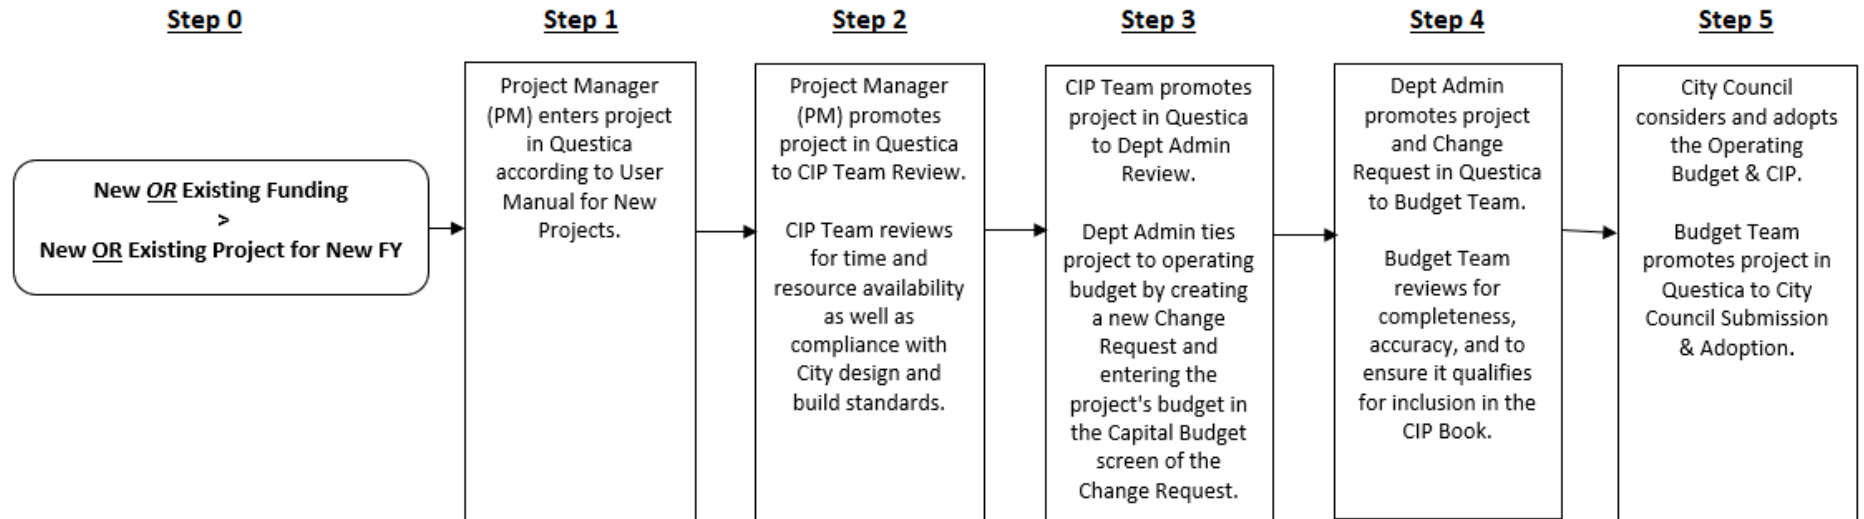 Step 0
New OR Existing Funding
>
New OR Existing Project for New FY
Step 1
Project Manager
(PM) enters project
in Questica
according to User
Manual for New
Projects.
Step 2
Project Manager
(PM) promotes
project in Questica
to CIP Team Review.
CIP Team reviews
for time and
resource availability
as well as
compliance with
City design and
build standards.
Step 3
CIP Team promotes
project in Questica
to Dept Admin
Review.
Dept Admin ties
project to operating
budget by creating
a new Change
Request and
entering the
project's budget in
the Capital Budget
screen of the
Change Request.
Step 4
Dept Admin
promotes project
and Change
Request in Questica
to Budget Team.
Budget Team
reviews for
completeness,
accuracy, and to
ensure it qualifies
for inclusion in the
CIP Book.
Step 5
City Council
considers and adopts
the Operating
Budget & CIP.
Budget Team
promotes project in
Questica to City
Council Submission
& Adoption.